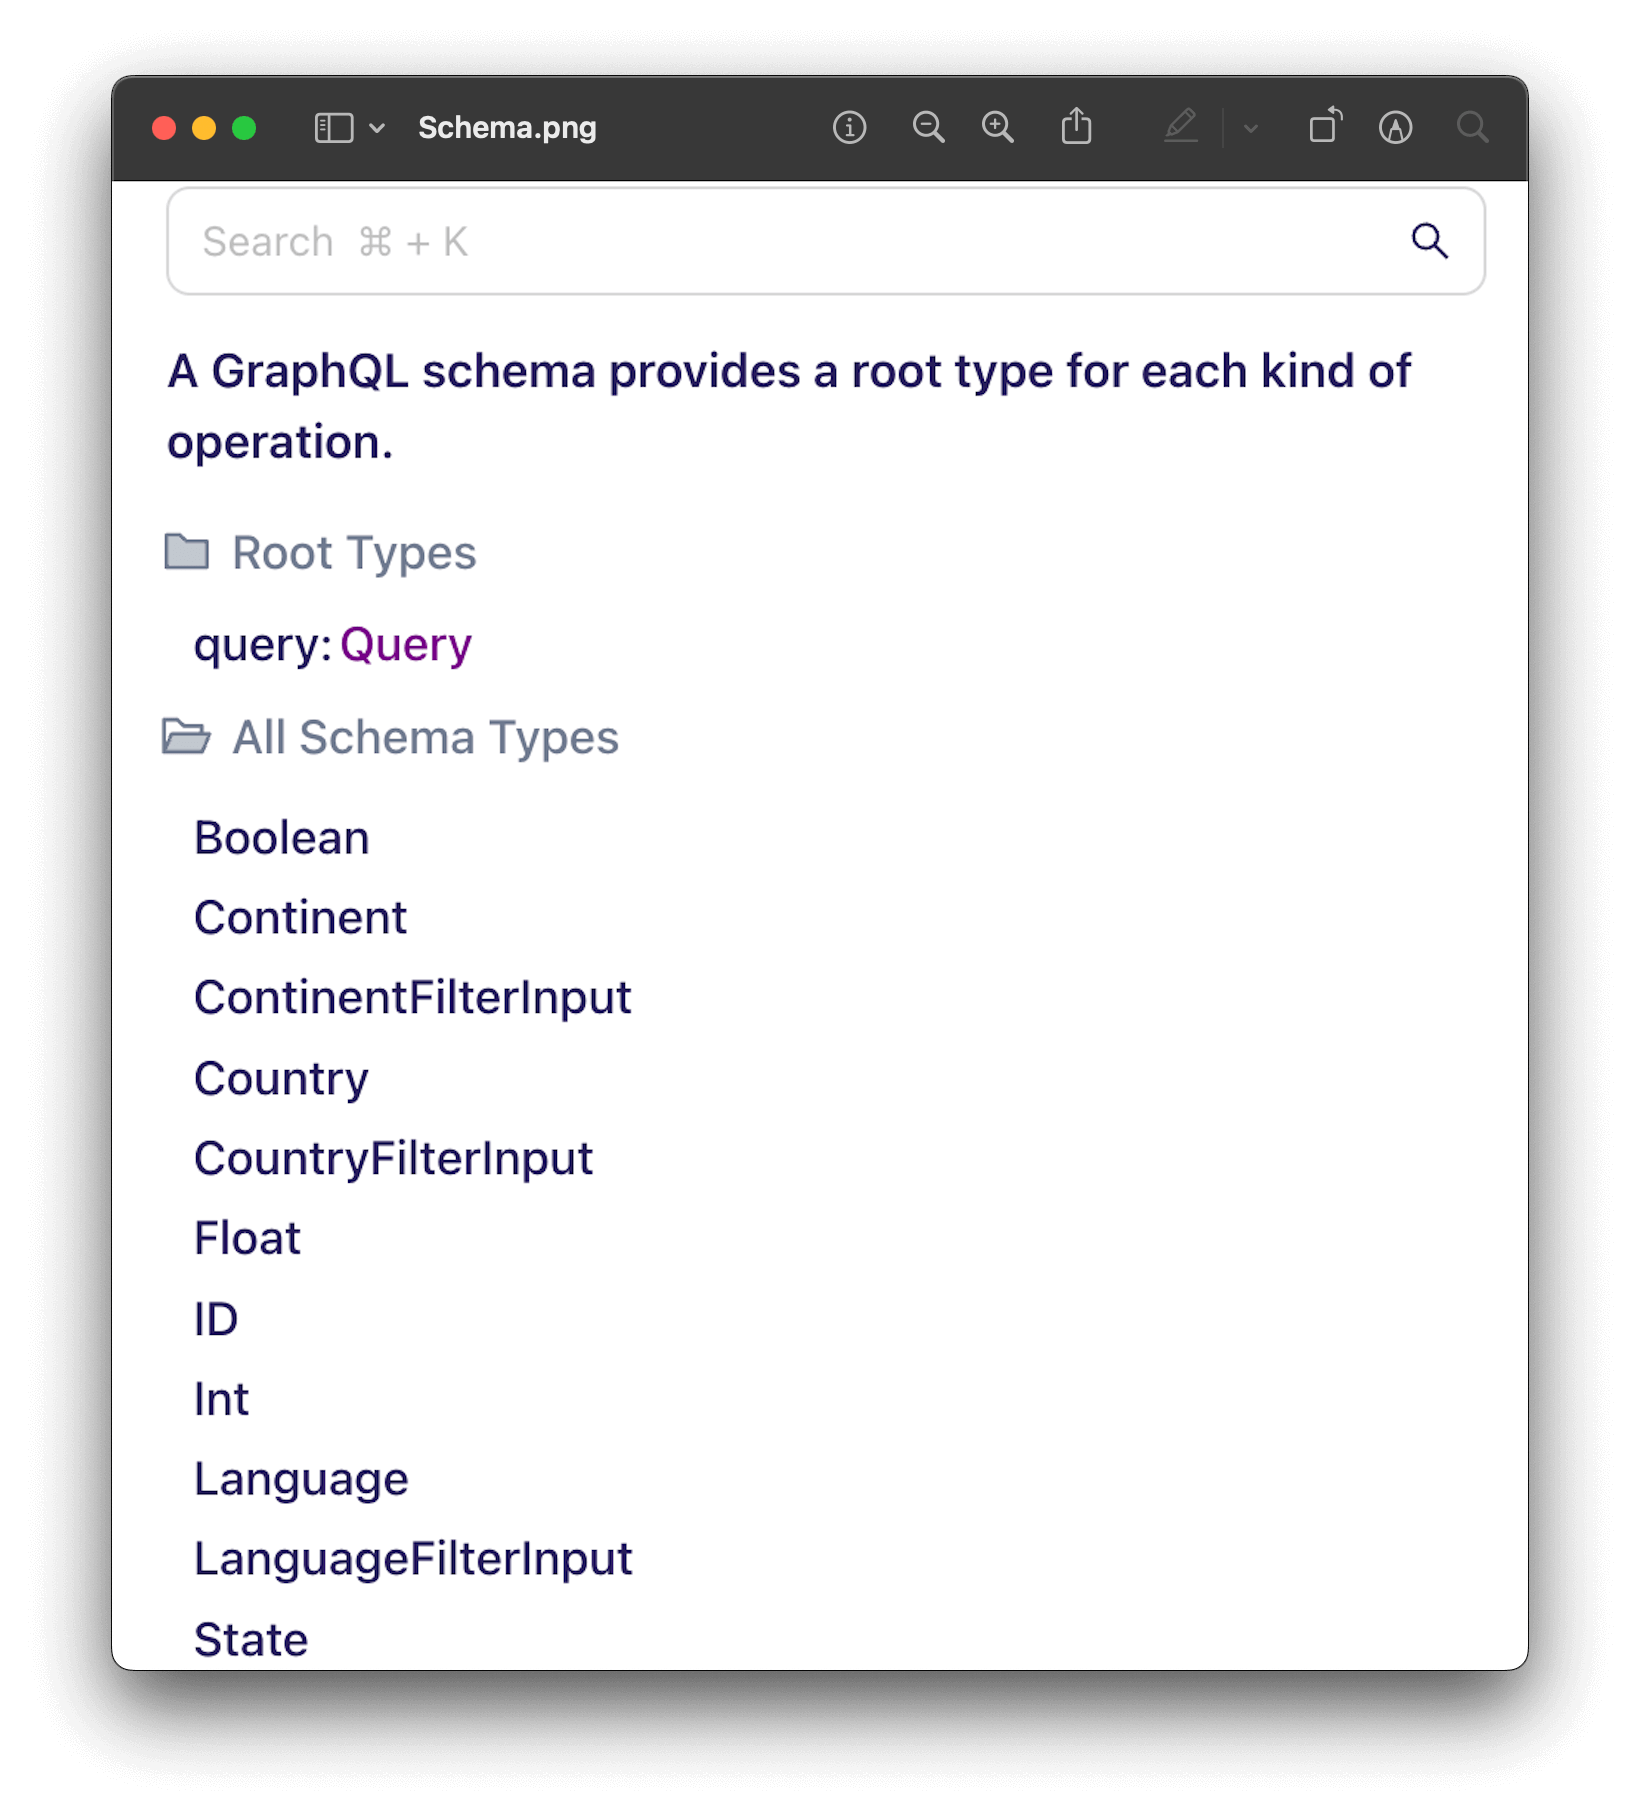 Schema.png
Search ⌘ + K
A GraphQL schema provides a root type for each kind of
operation.
Root Types
query: Query
All Schema Types
Boolean
Continent
ContinentFilterInput
Country
CountryFilterInput
Float
ID
Int
Language
LanguageFilterInput
State